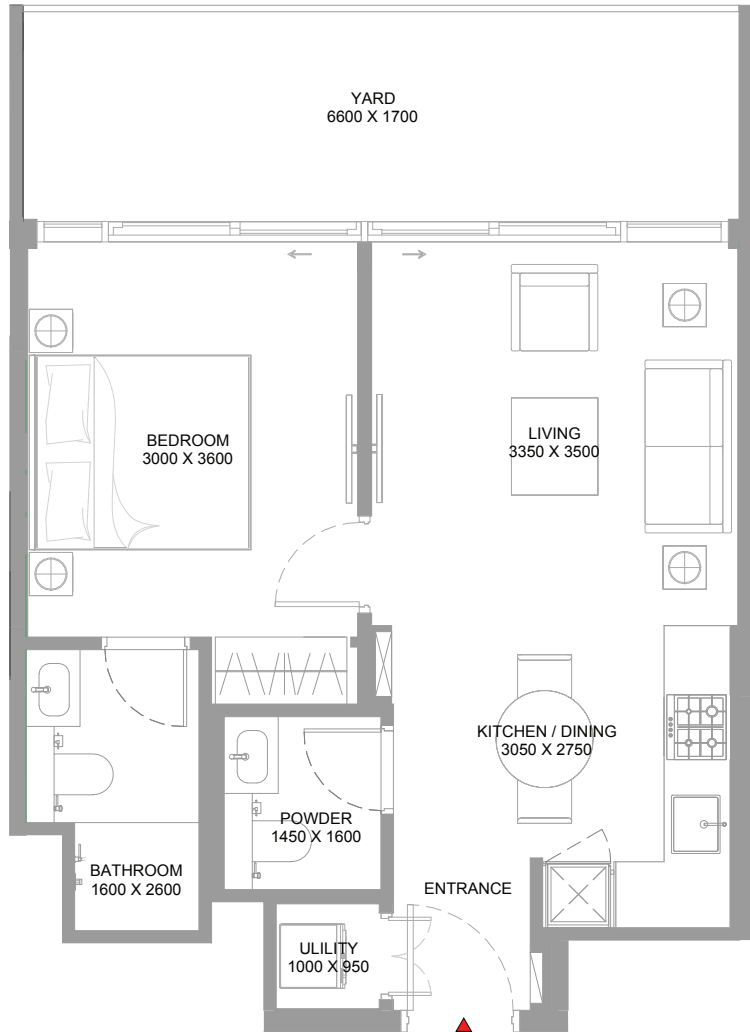 YARD
6600 X 1700
BEDROOM
3000 X 3600
LIVING
3350 X 3500
KITCHEN / DINING
3050 X 2750
POWDER
1450 X 1600
BATHROOM
1600 X 2600
ENTRANCE
ULILITY
1000 X 950